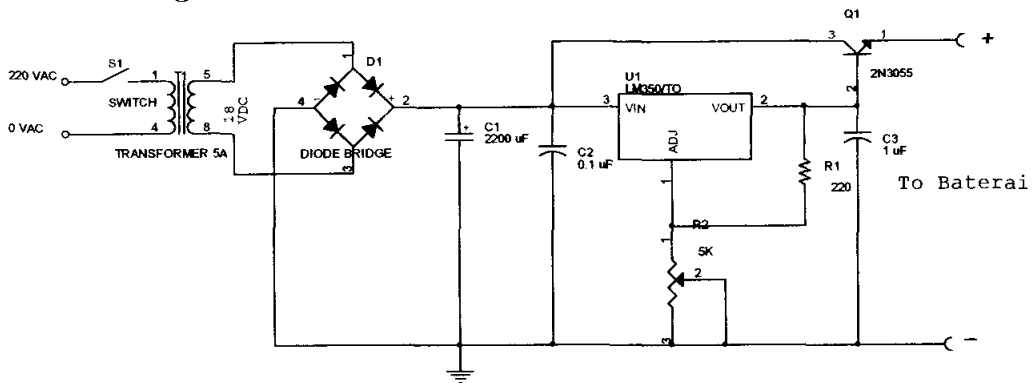 Q1
3
1
+
2N3055
2
220 VAC
S1
1
T1
5
SWITCH
18 VDC
0 VAC
4
8
TRANSFORMER 5A
1
D1
4
-
+
2
3
DIODE BRIDGE
+
C1
2200 uF
C2
0.1 uF
U1
LM350/TO
3
VIN
VOUT
2
ADJ
1
R1
220
C3
1 uF
To Baterai
R2
1
5K
2
3
-